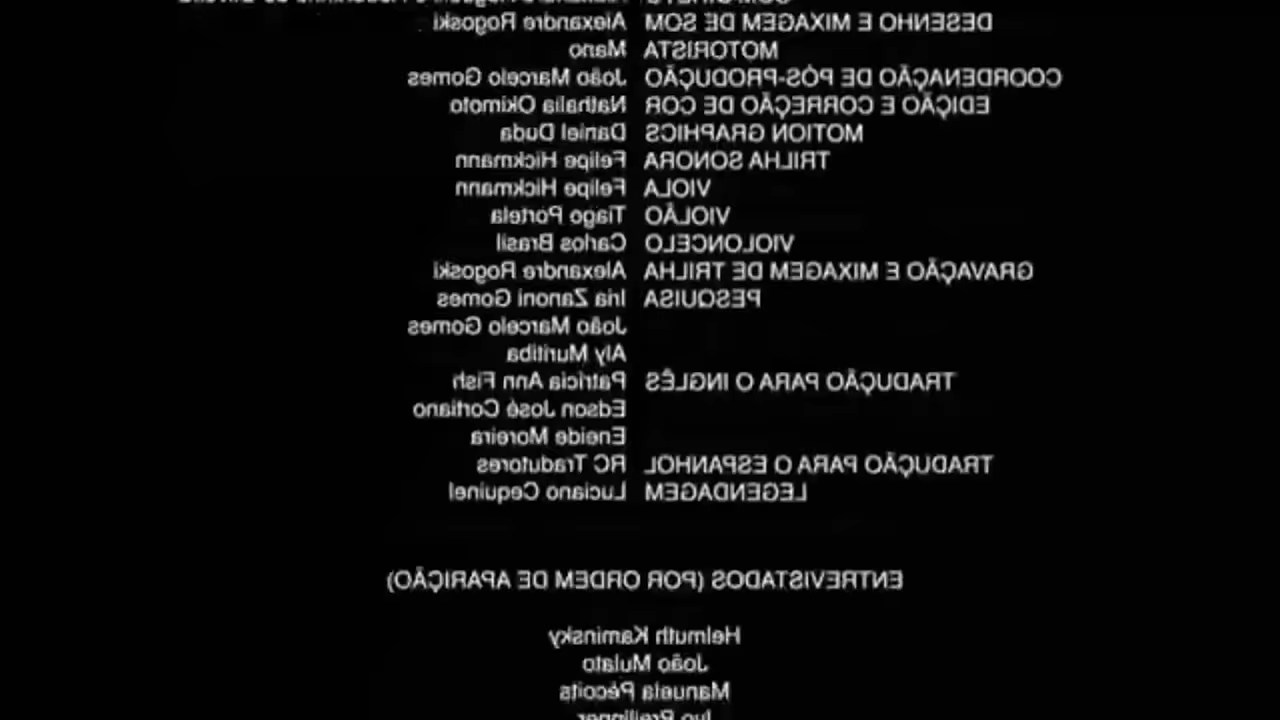 DESENHO E MIXAGEM DE SOM Alexandre Rogoski
MOTORISTA Mano
COORDENAÇÃO DE PÓS-PRODUÇÃO João Marcelo Gomes
EDIÇÃO E CORREÇÃO DE COR Nathalia Okimoto
MOTION GRAPHICS Daniel Duda
TRILHA SONORA Felipe Hickmann
VIOLA Felipe Hickmann
VIOLÃO Tiago Portela
VIOLONCELO Carlos Brasil
GRAVAÇÃO E MIXAGEM DE TRILHA Alexandre Rogoski
PESQUISA Iria Zanoni Gomes
João Marcelo Gomes
Aly Muritiba
TRADUÇÃO PARA O INGLÊS Patrícia Ann Fish
Edson José Cortiano
Eneide Moreira
TRADUÇÃO PARA O ESPANHOL RC Tradutores
LEGENDAGEM Luciano Cequinel
ENTREVISTADOS (POR ORDEM DE APARIÇÃO)
Helmuth Kaminsky
João Mulato
Manuela Pécoits
Ivo